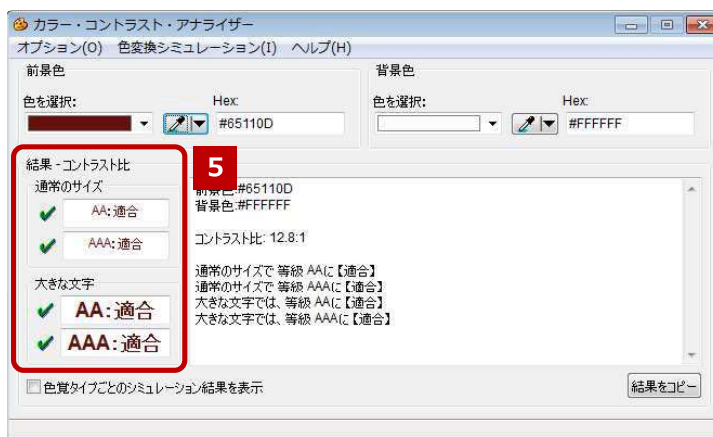 カラー・コントラスト・アナライザー
オプション(O) 色変換シミュレーション(I) ヘルプ(H)
前景色
色を選択:
Hex:
#65110D
背景色
色を選択:
Hex:
#FFFFFF
結果 - コントラスト比
5
通常のサイズ
AA:適合
AAA:適合
大きな文字
AA:適合
AAA:適合
前景色:#65110D
背景色:#FFFFFF
コントラスト比: 12.8:1
通常のサイズで 等級 AAに【適合】
通常のサイズで 等級 AAAに【適合】
大きな文字では、等級 AAに【適合】
大きな文字では、等級 AAAに【適合】
色覚タイプごとのシミュレーション結果を表示
結果をコピー